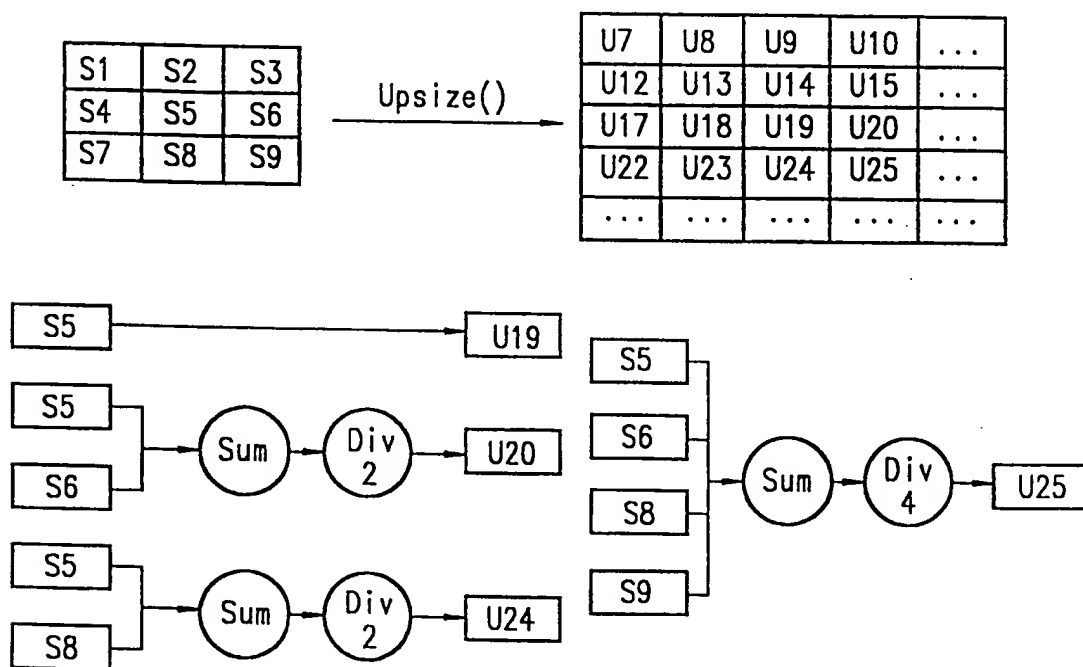 S1 S2 S3
S4 S5 S6
S7 S8 S9
Upsize()
U7 U8 U9 U10 ...
U12 U13 U14 U15 ...
U17 U18 U19 U20 ...
U22 U23 U24 U25 ...
... ... ... ... ...
S5
U19
S5
S6
Sum
Div
2
U20
S5
S8
Sum
Div
2
U24
S5
S6
S8
S9
Sum
Div
4
U25